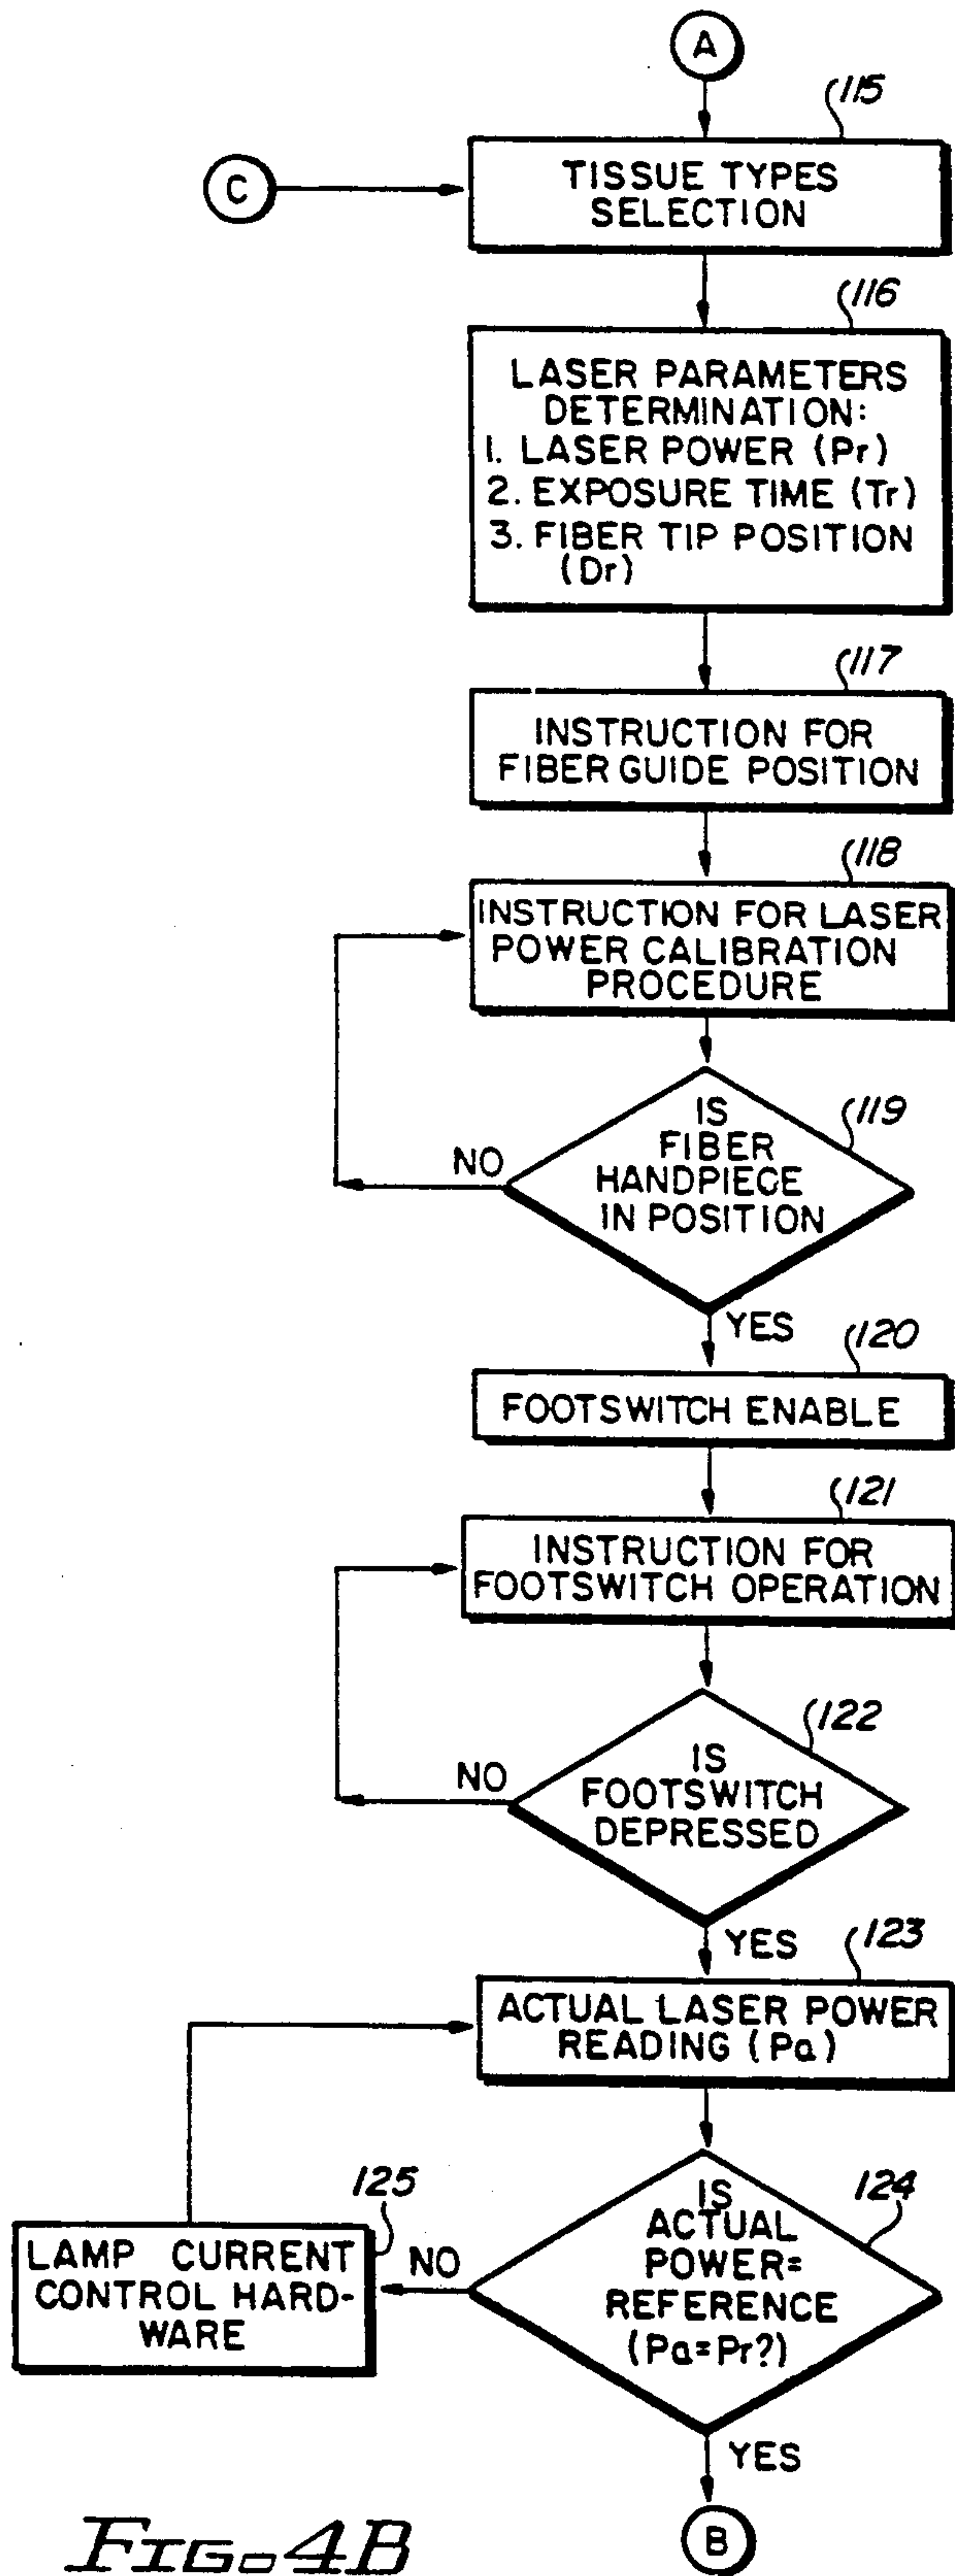 A
115
C
TISSUE TYPES
SELECTION
116
LASER PARAMETERS
DETERMINATION:
1. LASER POWER (Pr)
2. EXPOSURE TIME (Tr)
3. FIBER TIP POSITION
(Dr)
117
INSTRUCTION FOR
FIBER GUIDE POSITION
118
INSTRUCTION FOR LASER
POWER CALIBRATION
PROCEDURE
119
IS
FIBER
HANDPIECE
IN POSITION
NO
YES
120
FOOTSWITCH ENABLE
121
INSTRUCTION FOR
FOOTSWITCH OPERATION
122
IS
FOOTSWITCH
DEPRESSED
NO
YES
123
ACTUAL LASER POWER
READING (Pa)
124
IS
ACTUAL
POWER=
REFERENCE
(Pa=Pr?)
NO
125
LAMP CURRENT
CONTROL HARD-
WARE
YES
B
FIG. 4B